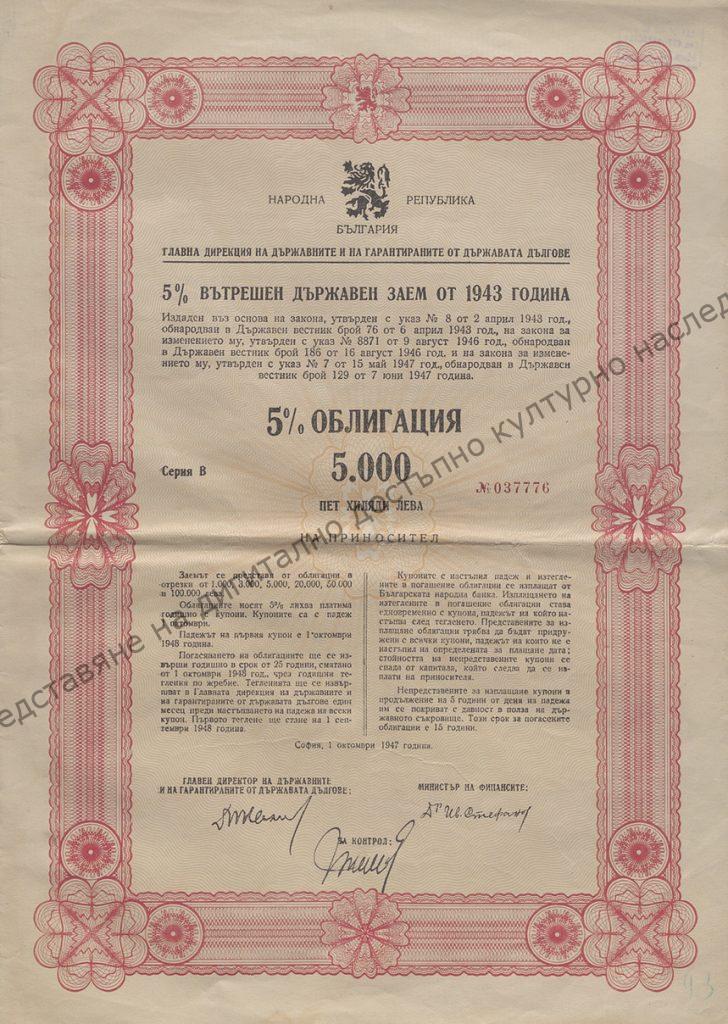 НАРОДНА РЕПУБЛИКА
БЪЛГАРИЯ
ГЛАВНА ДИРЕКЦИЯ НА ДЪРЖАВНИТЕ И НА ГАРАНТИРАНИТЕ ОТ ДЪРЖАВАТА ДЪЛГОВЕ
5% ВЪТРЕШЕН ДЪРЖАВЕН ЗАЕМ ОТ 1943 ГОДИНА
Издаден въз основа на закона, утвърден с указ № 8 от 2 април 1943 год.,
обнародван в Държавен вестник брой 76 от 6 април 1943 год., на закона за
изменението му, утвърден с указ № 8871 от 9 август 1946 год., обнародван
в Държавен вестник брой 186 от 16 август 1946 год. и на закона за измене-
нието му, утвърден с указ № 7 от 15 май 1947 год., обнародван в Държавен
вестник брой 129 от 7 юни 1947 година.
5% ОБЛИГАЦИЯ
Серия В
5.000
№ 037776
ПЕТ ХИЛЯДИ ЛЕВА
НА ПРИНОСИТЕЛ
Заемът се представя от облигации в
отрезки от 1.000, 3.000, 5.000, 20.000, 50.000
и 100.000 лева.
Облигациите носят 5% лихва платима
годишно с купони. Купоните са с падеж
1 октомври.
Падежът на първия купон е 1 октомври
1948 година.
Погасяването на облигациите ще се из-
върши годишно в срок от 25 години, смятано
от 1 октомври 1948 год., чрез годишни те-
гления по жребие. Тегленията ще се извър-
шват в Главната дирекция на държавните и
на гарантираните от държавата дългове един
месец преди настъпването на падежа на всеки
купон. Първото теглене ще стане на 1 сеп-
тември 1948 година.
Купоните с настъпил падеж и изтегле-
ните в погашение облигации се изплащат от
Българската народна банка. Изплащането на
изтеглените в погашение облигации става
едновременно с купона, падежът на който на-
стъпва след тегленето. Представените за из-
плащане облигации трябва да бъдат придруже-
ни с всички купони, падежът на които не е
настъпил на определената за плащане дата;
стойността на непредставените купони се
спада от капитала, който следва да се из-
плати на приносителя.
Непредставените за изплащане купони в
продължение на 5 години от деня на падежа
им се покриват с давност в полза на дър-
жавното съкровище. Този срок за погасените
облигации е 15 години.
София, 1 октомври 1947 година.
ГЛАВЕН ДИРЕКТОР НА ДЪРЖАВНИТЕ
И НА ГАРАНТИРАНИТЕ ОТ ДЪРЖАВАТА ДЪЛГОВЕ:
МИНИСТЪР НА ФИНАНСИТЕ:
Др Ив. Стефанов
ЗА КОНТРОЛ:
93
едставяне на дигитално достъпно културно наслед